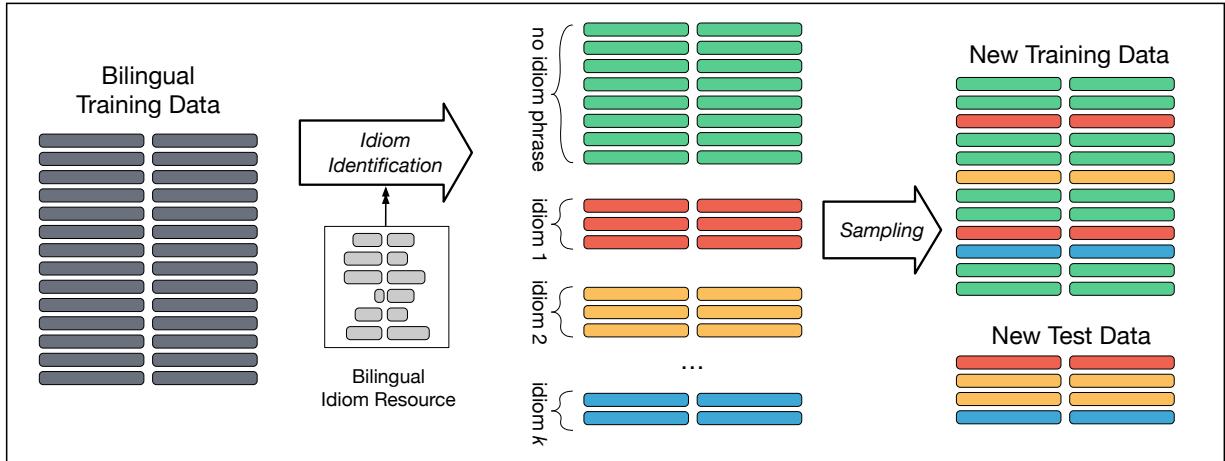 Bilingual
Training Data
Idiom
Identification
Bilingual
Idiom Resource
no idiom phrase
idiom 1
idiom 2
...
idiom k
Sampling
New Training Data
New Test Data